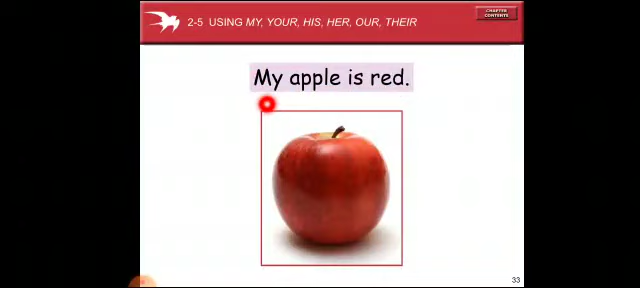 2-5 USING MY, YOUR, HIS, HER, OUR, THEIR
CHAPTER
CONTENTS
My apple is red.
33